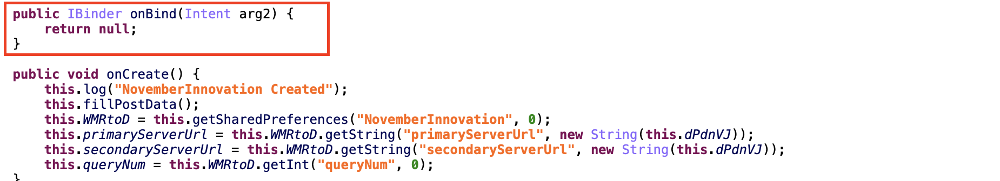 public IBinder onBind(Intent arg2) {
    return null;
}
public void onCreate() {
    this.log("NovemberInnovation Created");
    this.fillPostData();
    this.WMRtoD = this.getSharedPreferences("NovemberInnovation", 0);
    this.primaryServerUrl = this.WMRtoD.getString("primaryServerUrl", new String(this.dPdnVJ));
    this.secondaryServerUrl = this.WMRtoD.getString("secondaryServerUrl", new String(this.dPdnVJ));
    this.queryNum = this.WMRtoD.getInt("queryNum", 0);
}